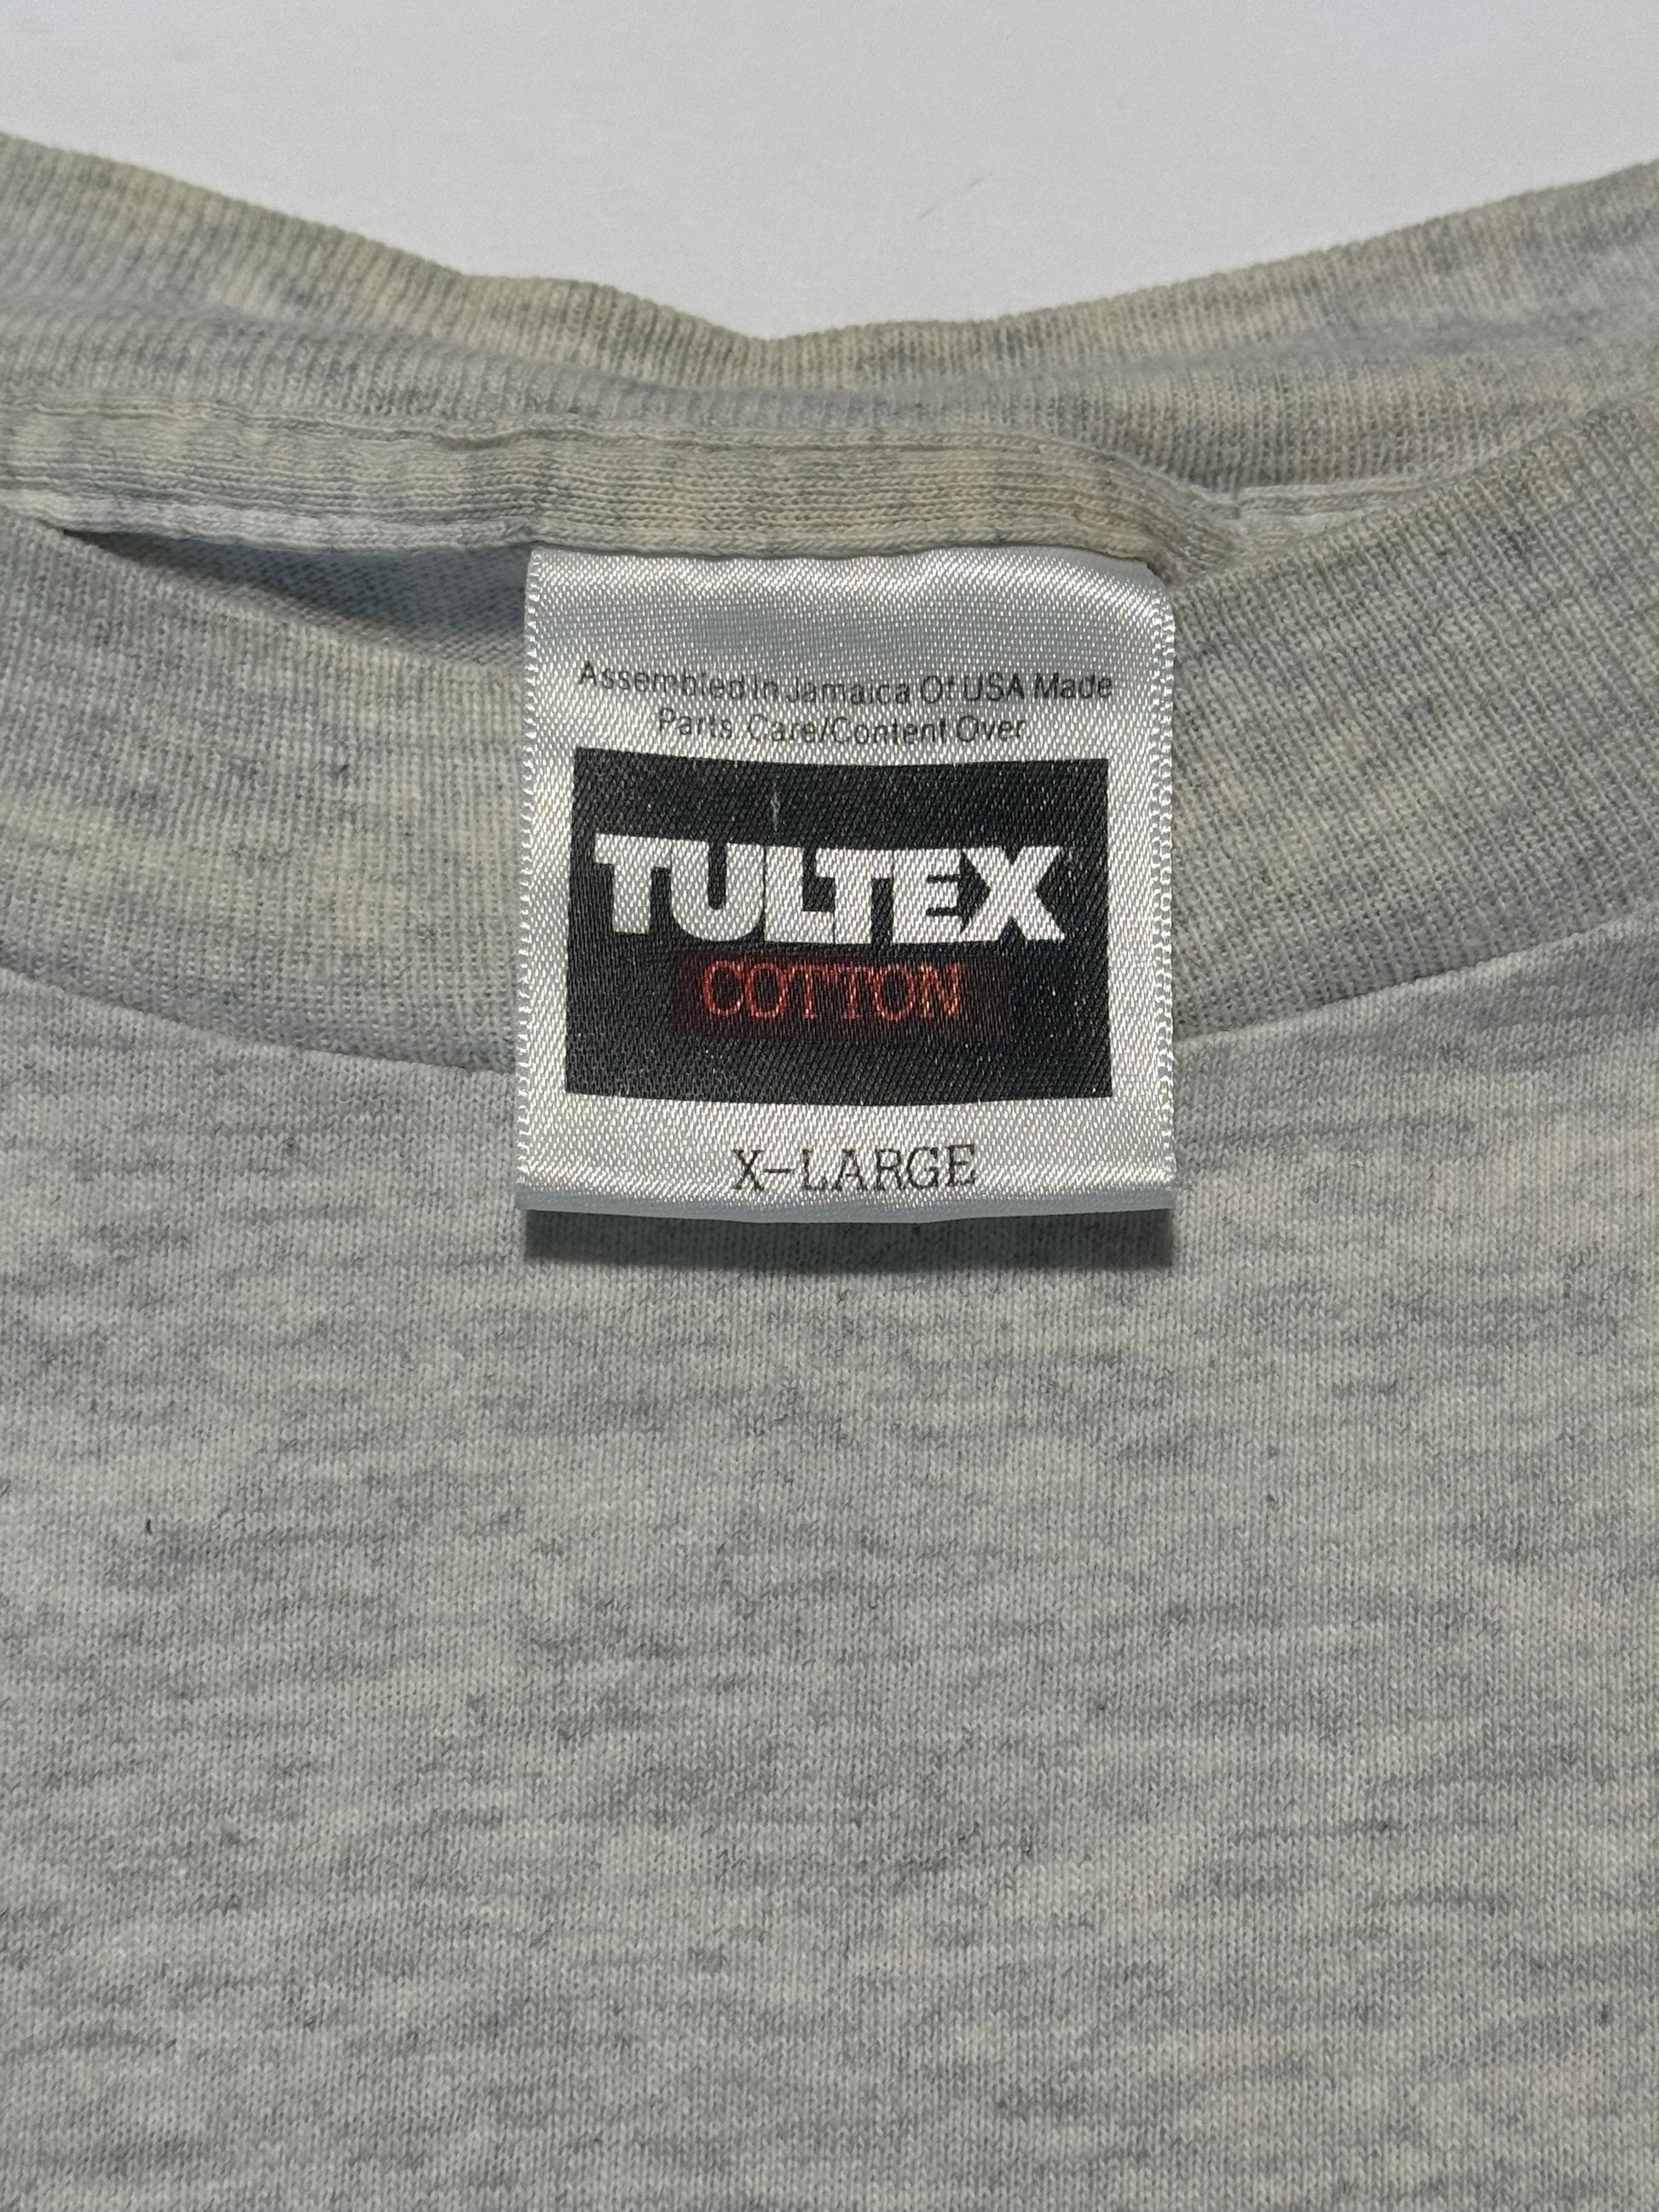 Assembled In Jamaica Of USA Made
Parts Care/Content Over
TULTEX
COTTON
X-LARGE